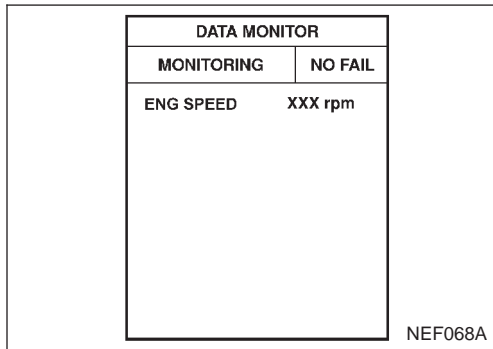 DATA MONITOR
MONITORING NO FAIL
ENG SPEED XXX rpm
NEF068A